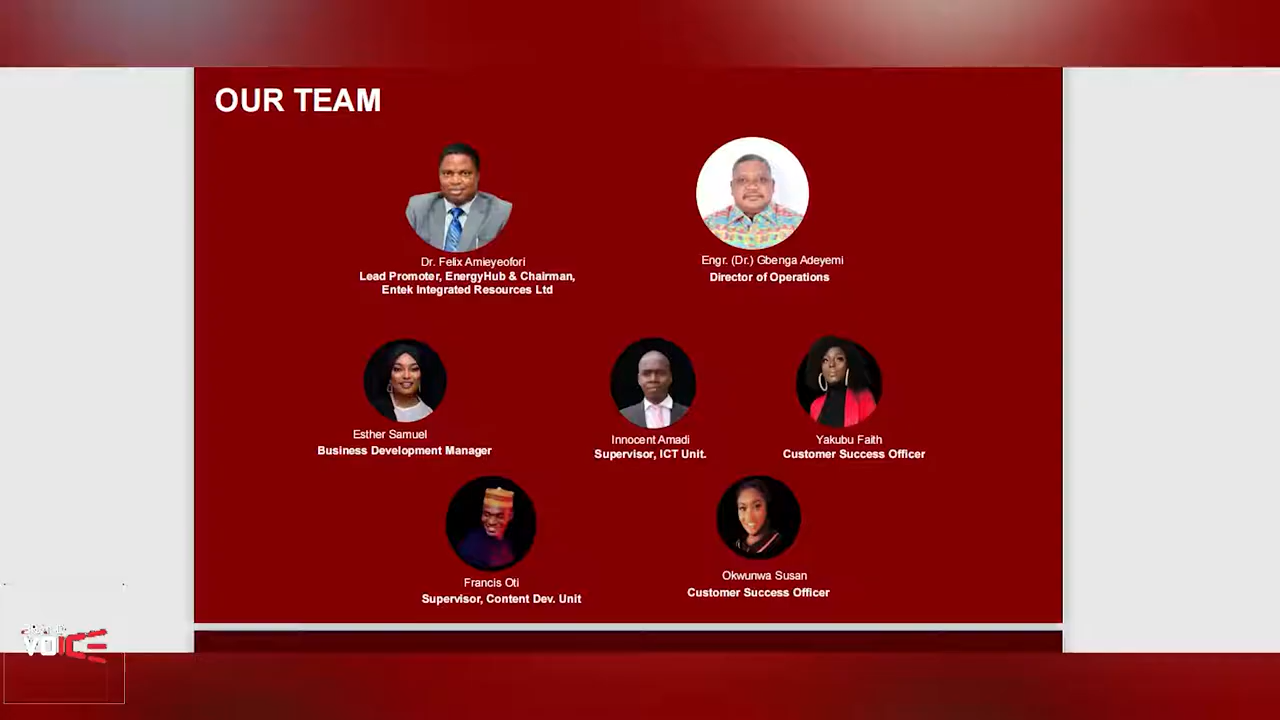 OUR TEAM
Dr. Felix Amieyeofori
Lead Promoter, EnergyHub & Chairman,
Entek Integrated Resources Ltd
Engr. (Dr.) Gbenga Adeyemi
Director of Operations
Esther Samuel
Business Development Manager
Innocent Amadi
Supervisor, ICT Unit.
Yakubu Faith
Customer Success Officer
Francis Oti
Supervisor, Content Dev. Unit
Okwunwa Susan
Customer Success Officer
VOICE